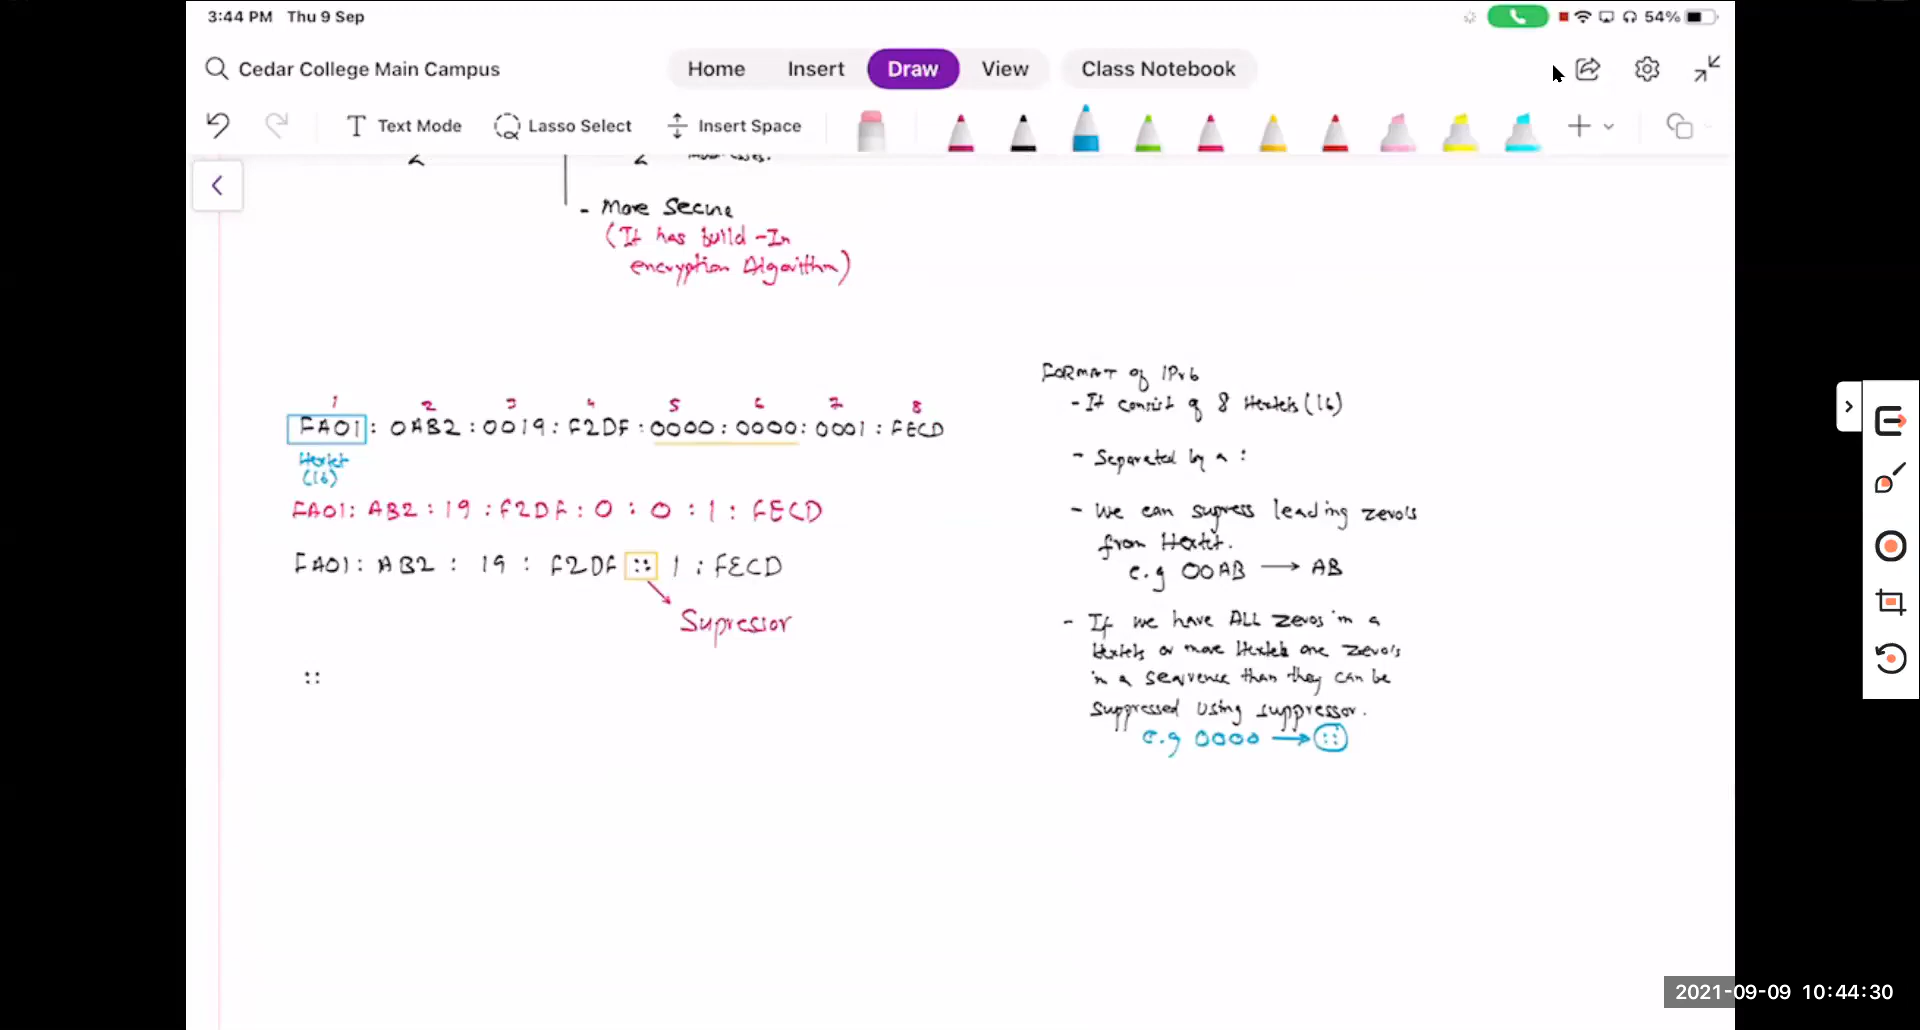 3:44 PM Thu 9 Sep
54%
Cedar College Main Campus
Home Insert Draw View Class Notebook
Text Mode Lasso Select Insert Space
- More Secure
(It has build-In
encryption Algorithm)
1 2 3 4 5 6 7 8
FA01: 0AB2:0019:F2DF:0000:0000:0001:FECD
Hextet
(16)
FA01: AB2:19:F2DF:0:0:1:FECD
FA01: AB2 : 19 : F2DF :: 1 : FECD
Supressor
::
FORMAT of IPv6
- It consist of 8 Hextets (16)
- Separated by a :
- We can supress leading zero's
from Hextet.
e.g 00AB → AB
- If we have ALL zeros in a
Hextets or more Hextets are zero's
in a sequence than they can be
suppressed using suppressor.
e.g 0000 → ::
2021-09-09 10:44:30